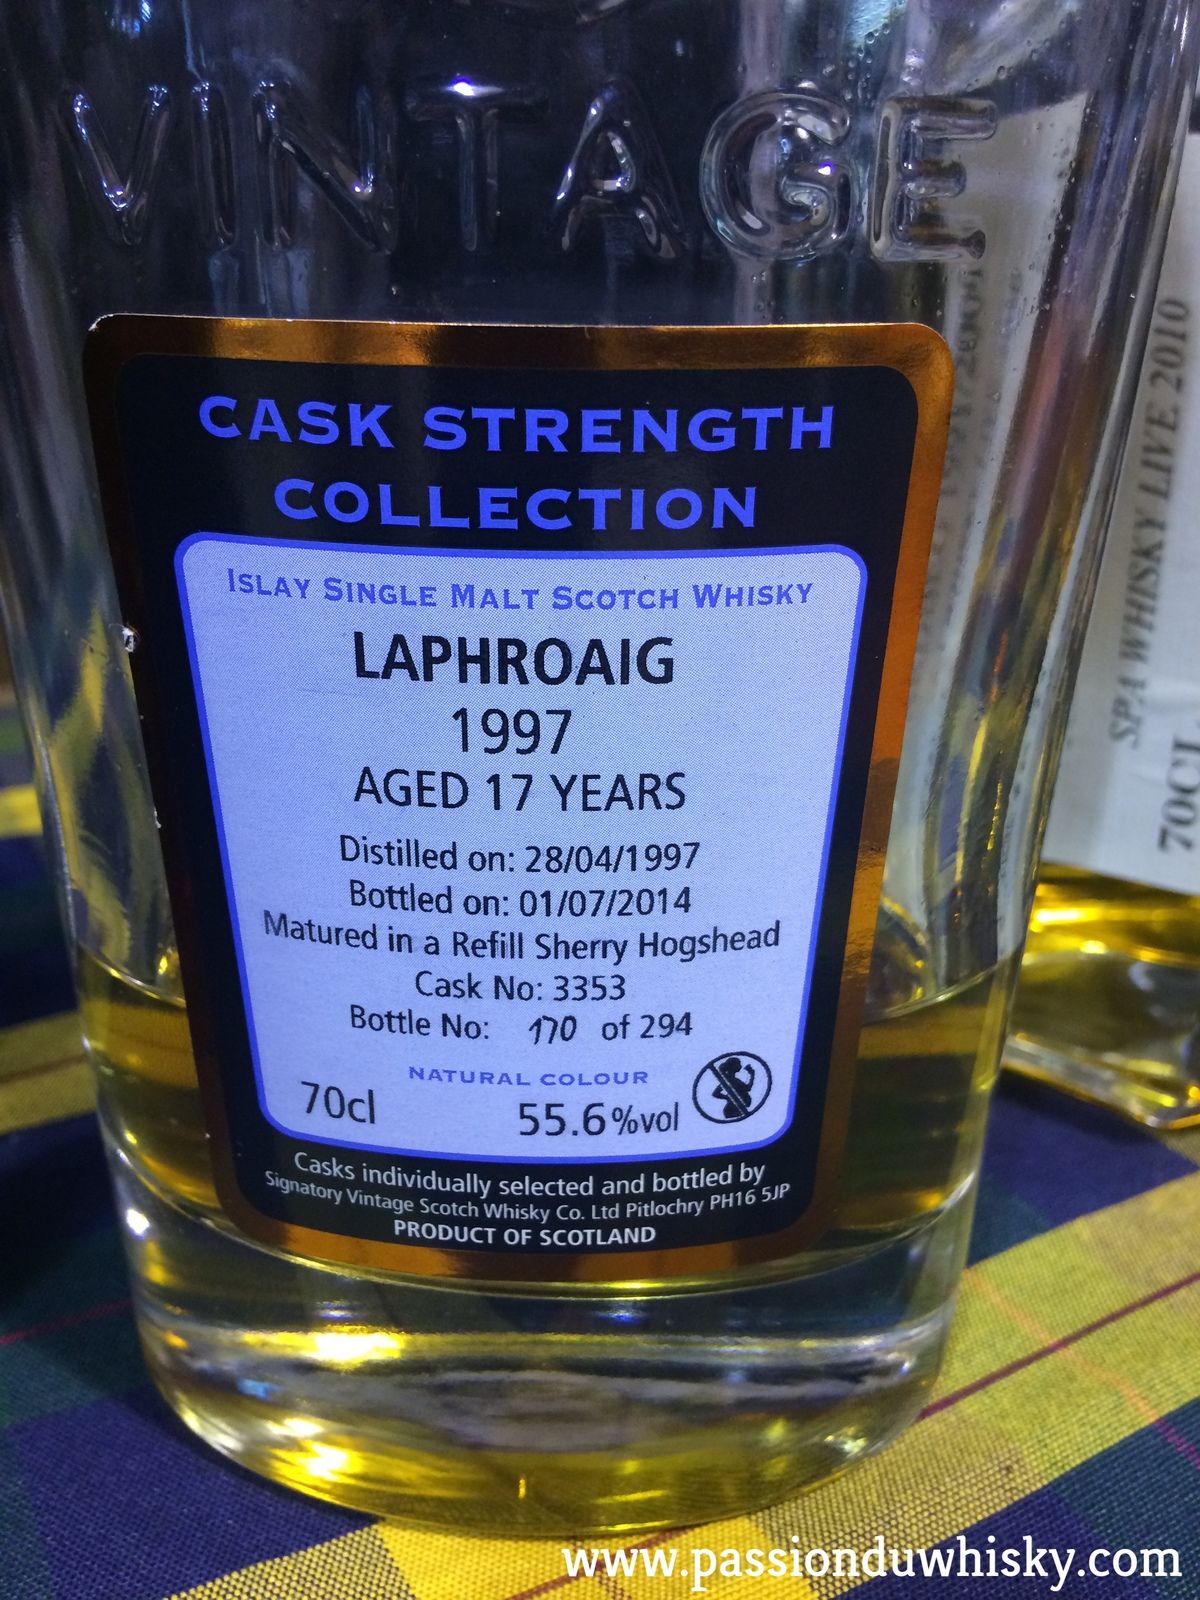 VINTAGE
CASK STRENGTH
COLLECTION
ISLAY SINGLE MALT SCOTCH WHISKY
LAPHROAIG
1997
AGED 17 YEARS
Distilled on: 28/04/1997
Bottled on: 01/07/2014
Matured in a Refill Sherry Hogshead
Cask No: 3353
Bottle No: 170 of 294
NATURAL COLOUR
70cl 55.6%vol
Casks individually selected and bottled by
Signatory Vintage Scotch Whisky Co. Ltd Pitlochry PH16 5JP
PRODUCT OF SCOTLAND
SPA WHISKY LIVE 2010
70CL
www.passionduwhisky.com